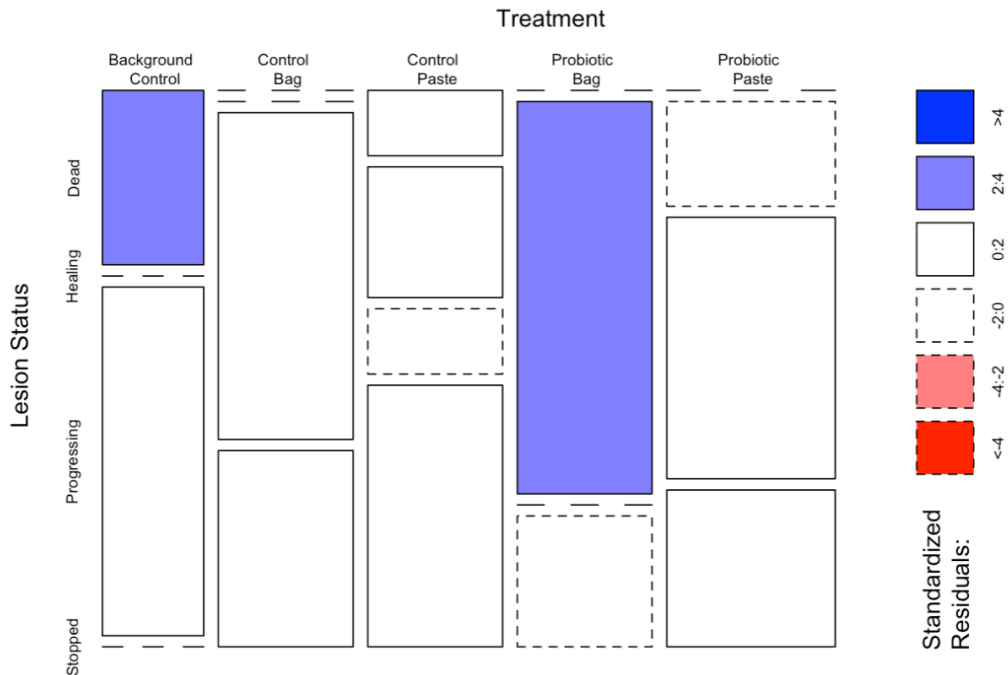 Treatment
Background
Control
Control
Bag
Control
Paste
Probiotic
Bag
Probiotic
Paste
Lesion Status
Dead
Healing
Progressing
Stopped
>4
2:4
0:2
-2:0
-4:-2
<-4
Standardized
Residuals: